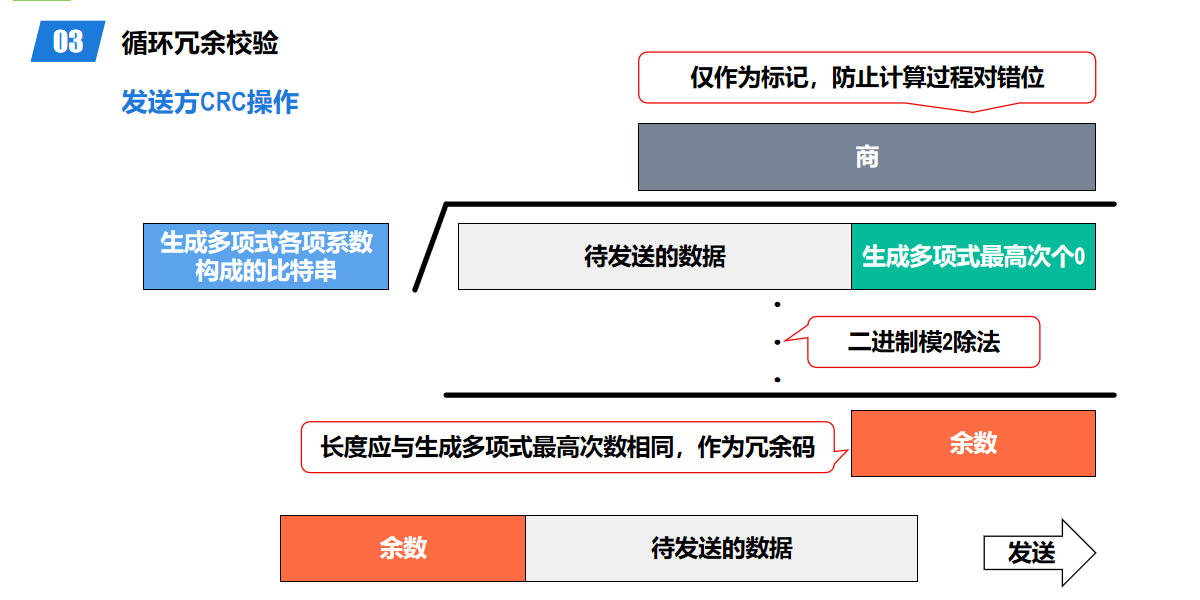 03
循环冗余校验
发送方CRC操作
仅作为标记，防止计算过程对错位
商
生成多项式各项系数
构成的比特串
待发送的数据
生成多项式最高次个0
二进制模2除法
余数
长度应与生成多项式最高次数相同，作为冗余码
余数
待发送的数据
发送